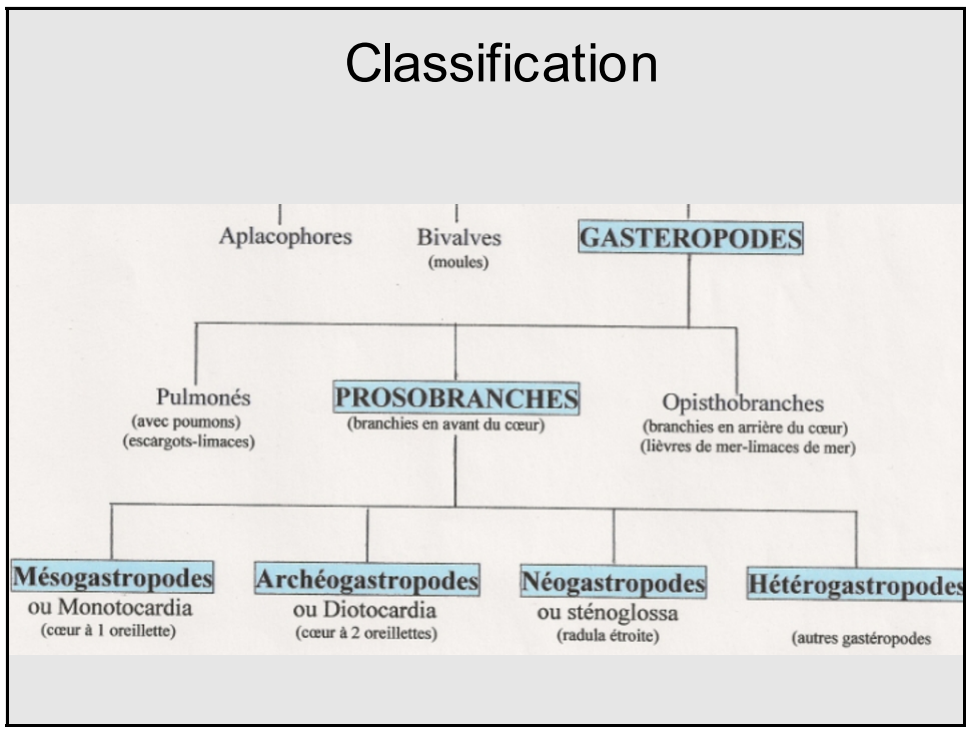 Classification
Aplacophores
Bivalves
(moules)
GASTEROPODES
Pulmonés
(avec poumons)
(escargots-limaces)
PROSOBRANCHES
(branchies en avant du cœur)
Opisthobranches
(branchies en arrière du cœur)
(lièvres de mer-limaces de mer)
Mésogastropodes
ou Monotocardia
(cœur à 1 oreillette)
Archéogastropodes
ou Diotocardia
(cœur à 2 oreillettes)
Néogastropodes
ou sténoglossa
(radula étroite)
Hétérogastropodes
(autres gastéropodes